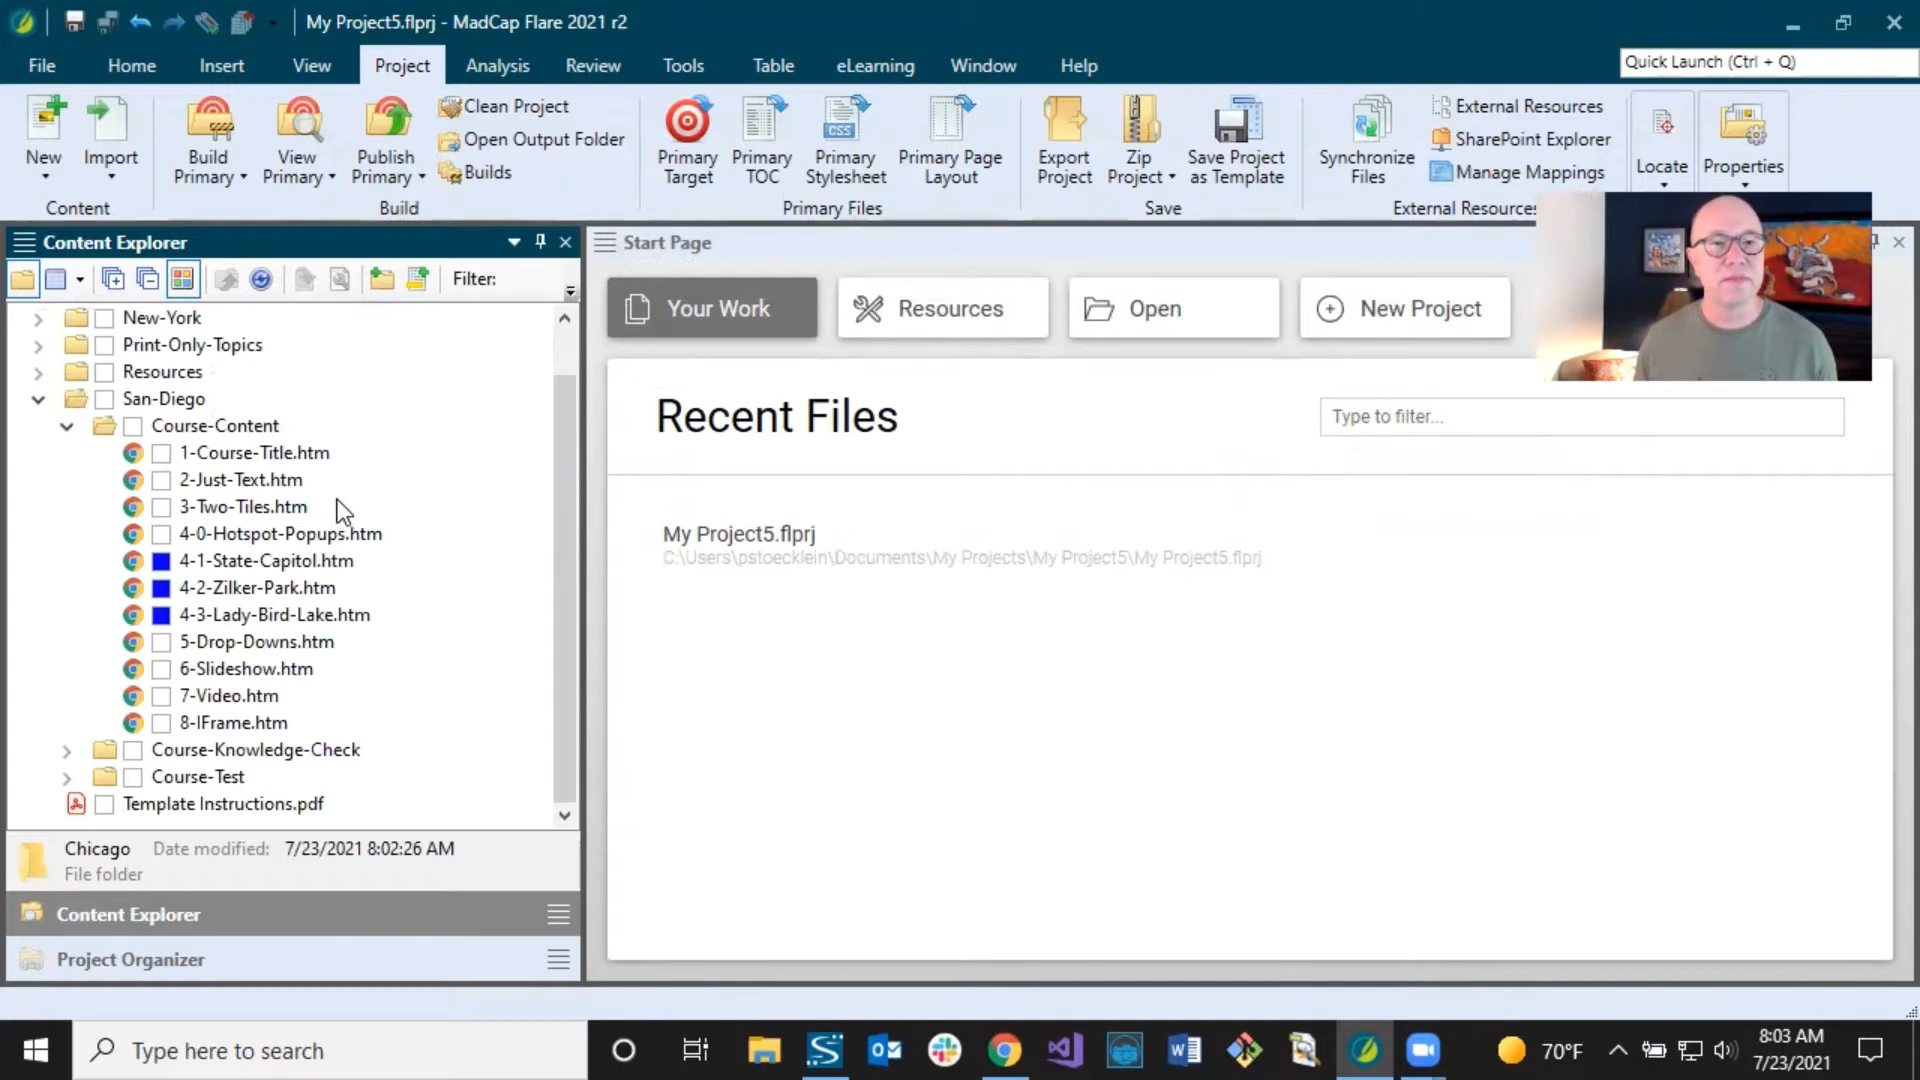 My Project5.flprj - MadCap Flare 2021 r2
File Home Insert View Project Analysis Review Tools Table eLearning Window Help
Quick Launch (Ctrl + Q)
New
Import
Content
Build Primary
View Primary
Publish Primary
Clean Project
Open Output Folder
Builds
Build
Primary Target
Primary TOC
CSS
Primary Stylesheet
Primary Page Layout
Primary Files
Export Project
Zip Project
Save Project as Template
Save
Synchronize Files
External Resources
SharePoint Explorer
Manage Mappings
External Resources
Locate
Properties
Content Explorer
Filter:
New-York
Print-Only-Topics
Resources
San-Diego
Course-Content
1-Course-Title.htm
2-Just-Text.htm
3-Two-Tiles.htm
4-0-Hotspot-Popups.htm
4-1-State-Capitol.htm
4-2-Zilker-Park.htm
4-3-Lady-Bird-Lake.htm
5-Drop-Downs.htm
6-Slideshow.htm
7-Video.htm
8-IFrame.htm
Course-Knowledge-Check
Course-Test
Template Instructions.pdf
Chicago Date modified: 7/23/2021 8:02:26 AM
File folder
Content Explorer
Project Organizer
Start Page
Your Work
Resources
Open
New Project
Recent Files
Type to filter...
My Project5.flprj
C:\Users\pstoecklein\Documents\My Projects\My Project5\My Project5.flprj
Type here to search
70°F
8:03 AM
7/23/2021